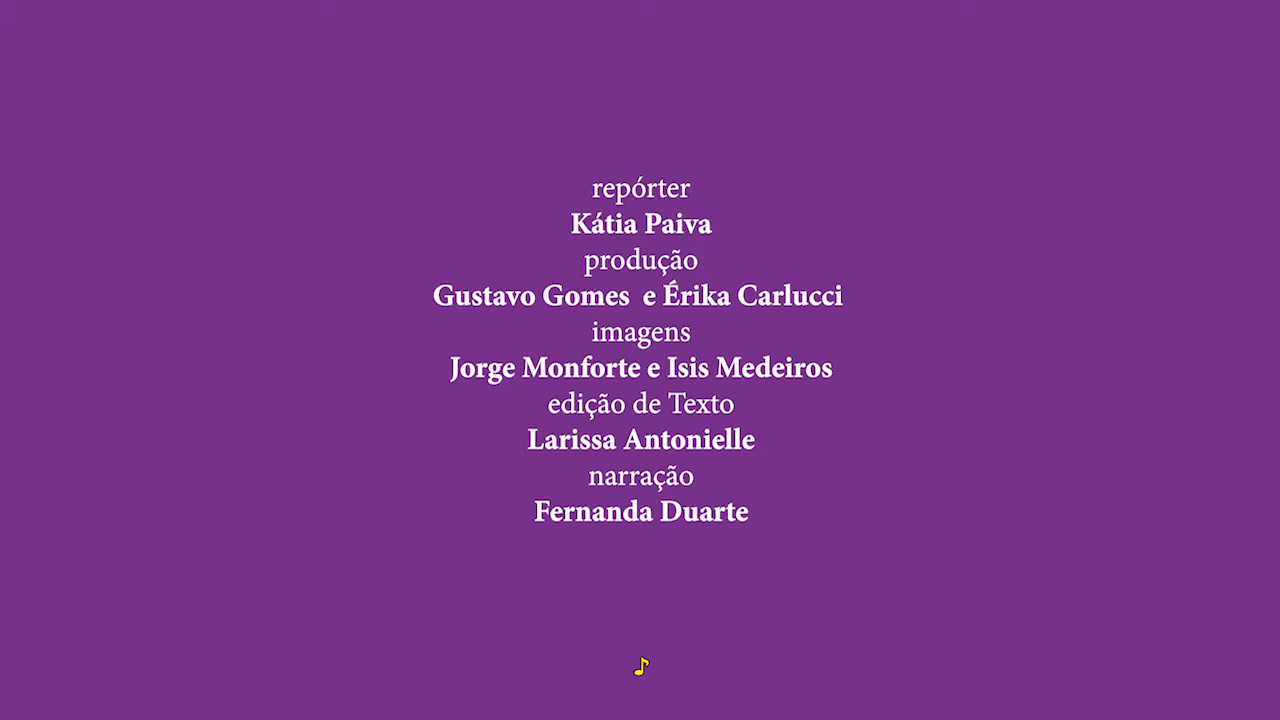 repórter
Kátia Paiva
produção
Gustavo Gomes  e Érika Carlucci
imagens
Jorge Monforte e Isis Medeiros
edição de Texto
Larissa Antonielle
narração
Fernanda Duarte
♪